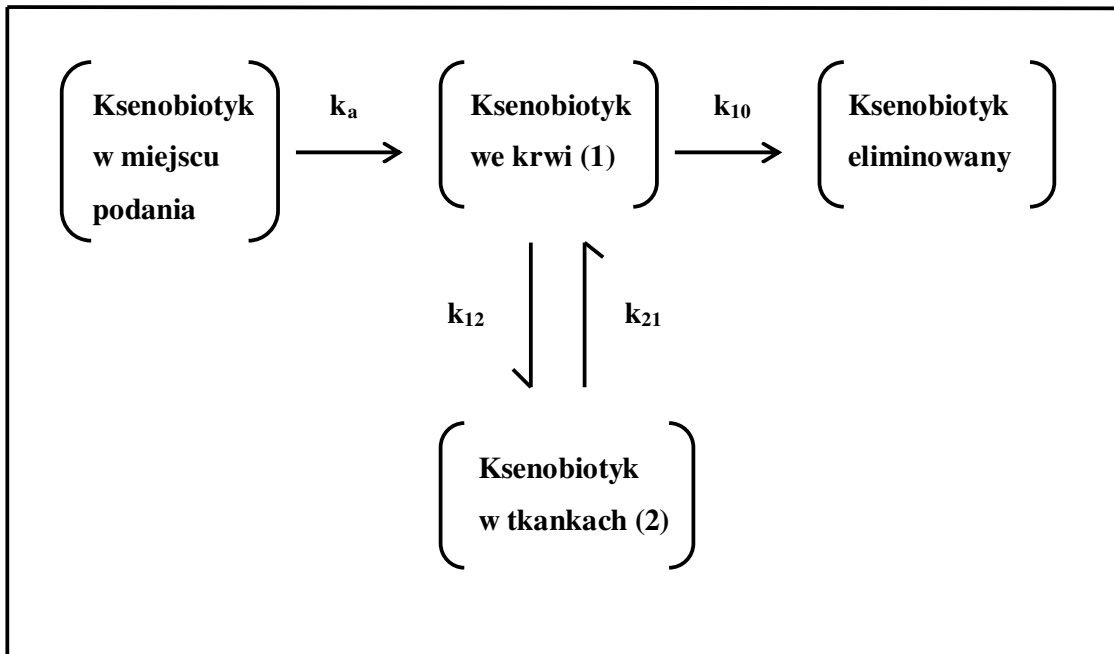 Ksenobiotyk
w miejscu
podania
kₐ
Ksenobiotyk
we krwi (1)
k₁₀
Ksenobiotyk
eliminowany
k₁₂
k₂₁
Ksenobiotyk
w tkankach (2)